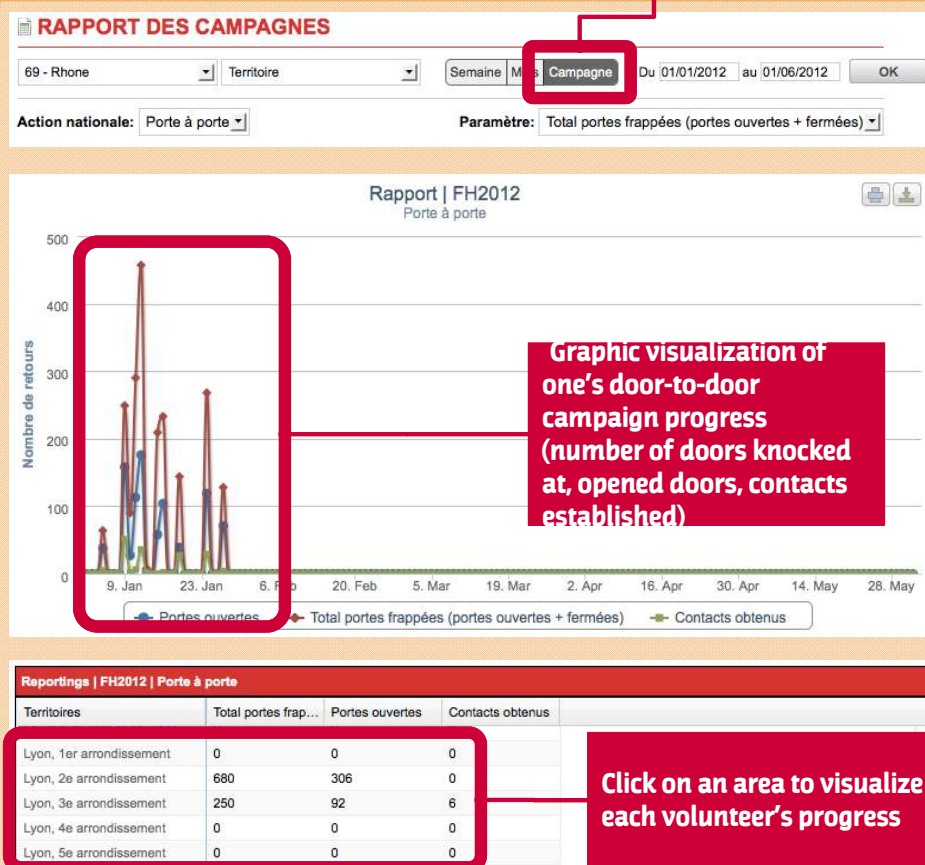 RAPPORT DES CAMPAGNES
69 - Rhone Territoire Semaine Campagne Du 01/01/2012 au 01/06/2012 OK
Action nationale: Porte à porte Paramètre: Total portes frappées (portes ouvertes + fermées)
Rapport | FH2012
Porte à porte
Nombre de retours
500
400
300
200
100
0
Graphic visualization of
one's door-to-door
campaign progress
(number of doors knocked
at, opened doors, contacts
established)
9. Jan 23. Jan 6. 20. Feb 5. Mar 19. Mar 2. Apr 16. Apr 30. Apr 14. May 28. May
Portes ouvertes Total portes frappées (portes ouvertes + fermées) Contacts obtenus
Reportings | FH2012 | Porte à porte
Territoires Total portes frap... Portes ouvertes Contacts obtenus
Lyon, 1er arrondissement 0 0 0
Lyon, 2e arrondissement 680 306 0
Lyon, 3e arrondissement 250 92 6
Lyon, 4e arrondissement 0 0 0
Lyon, 5e arrondissement 0 0 0
Click on an area to visualize
each volunteer's progress